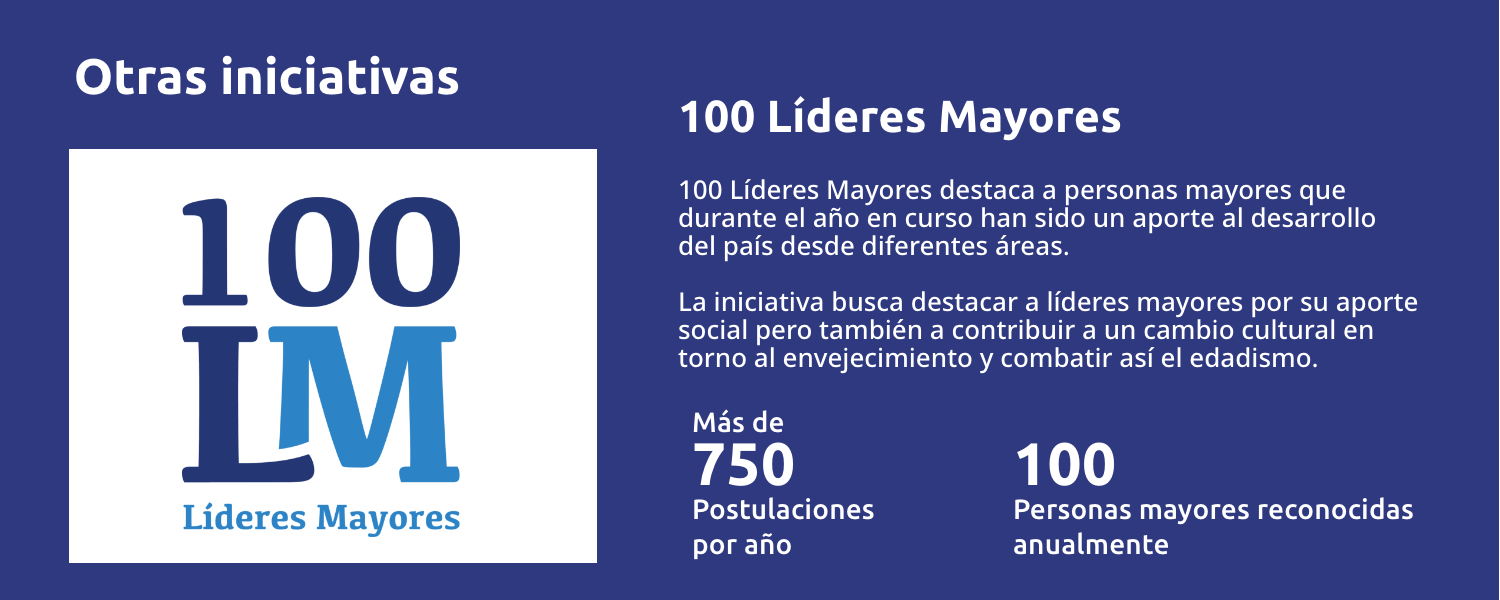 Otras iniciativas
100
LM
Líderes Mayores
100 Líderes Mayores
100 Líderes Mayores destaca a personas mayores que
durante el año en curso han sido un aporte al desarrollo
del país desde diferentes áreas.
La iniciativa busca destacar a líderes mayores por su aporte
social pero también a contribuir a un cambio cultural en
torno al envejecimiento y combatir así el edadismo.
Más de
750
Postulaciones
por año
100
Personas mayores reconocidas
anualmente